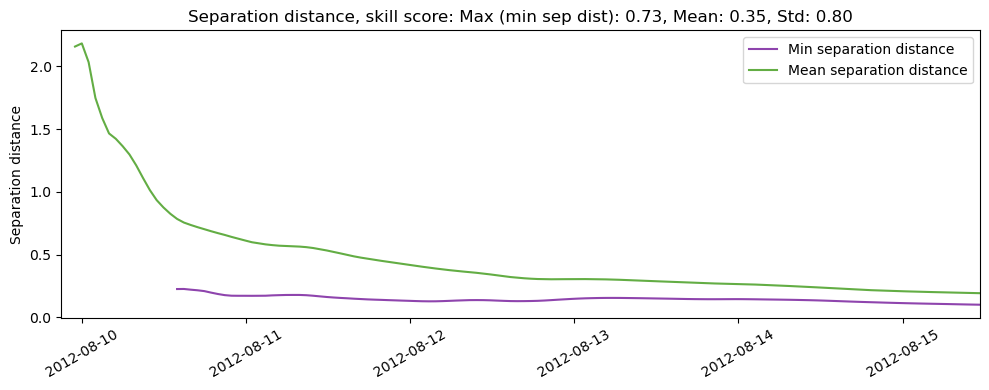 Separation distance, skill score: Max (min sep dist): 0.73, Mean: 0.35, Std: 0.80
Min separation distance
Mean separation distance
Separation distance
2.0
1.5
1.0
0.5
0.0
2012-08-10
2012-08-11
2012-08-12
2012-08-13
2012-08-14
2012-08-15